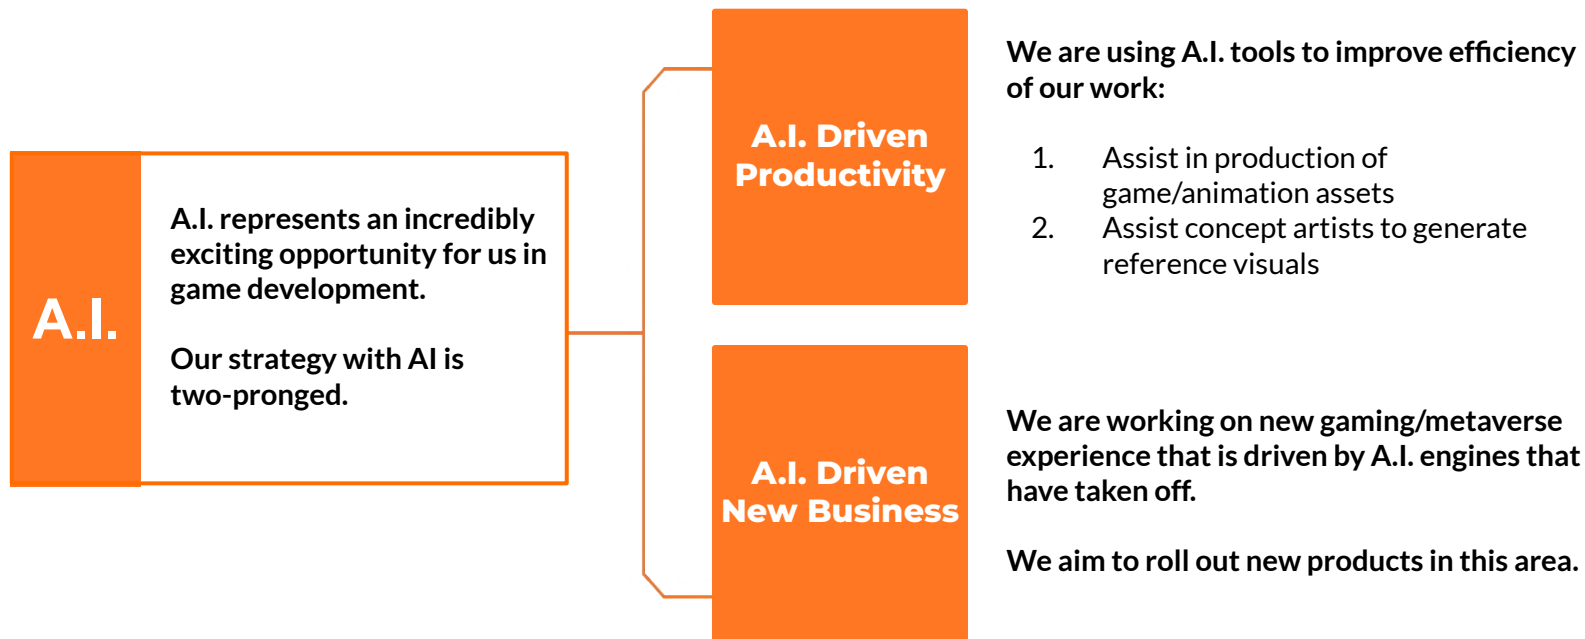 A.I.
A.I. represents an incredibly
exciting opportunity for us in
game development.
Our strategy with AI is
two-pronged.
A.I. Driven
Productivity
We are using A.I. tools to improve efficiency
of our work:
1. Assist in production of
game/animation assets
2. Assist concept artists to generate
reference visuals
A.I. Driven
New Business
We are working on new gaming/metaverse
experience that is driven by A.I. engines that
have taken off.
We aim to roll out new products in this area.